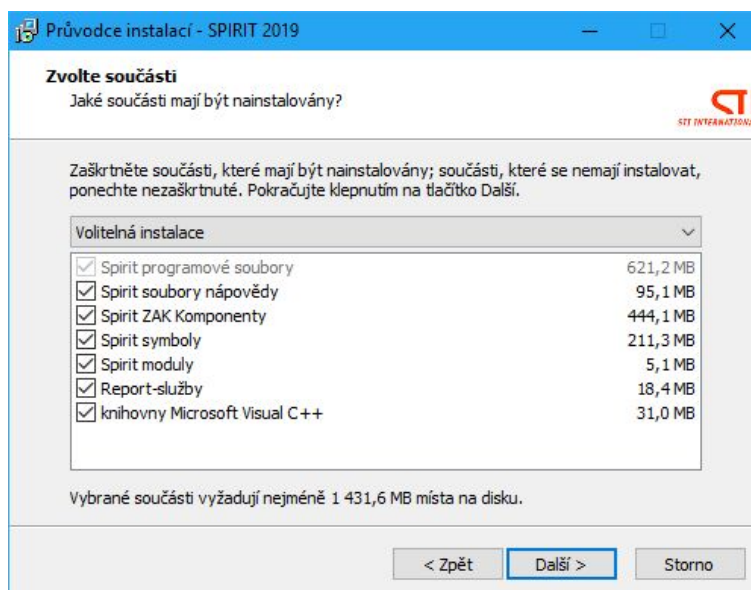 Průvodce instalací - SPIRIT 2019
Zvolte součásti
Jaké součásti mají být nainstalovány?
STI INTERNATIONAL
Zaškrtněte součásti, které mají být nainstalovány; součásti, které se nemají instalovat,
ponechte nezaškrtnuté. Pokračujte klepnutím na tlačítko Další.
Volitelná instalace
Spirit programové soubory 621,2 MB
Spirit soubory nápovědy 95,1 MB
Spirit ZAK Komponenty 444,1 MB
Spirit symboly 211,3 MB
Spirit moduly 5,1 MB
Report-služby 18,4 MB
knihovny Microsoft Visual C++ 31,0 MB
Vybrané součásti vyžadují nejméně 1 431,6 MB místa na disku.
< Zpět Další > Storno